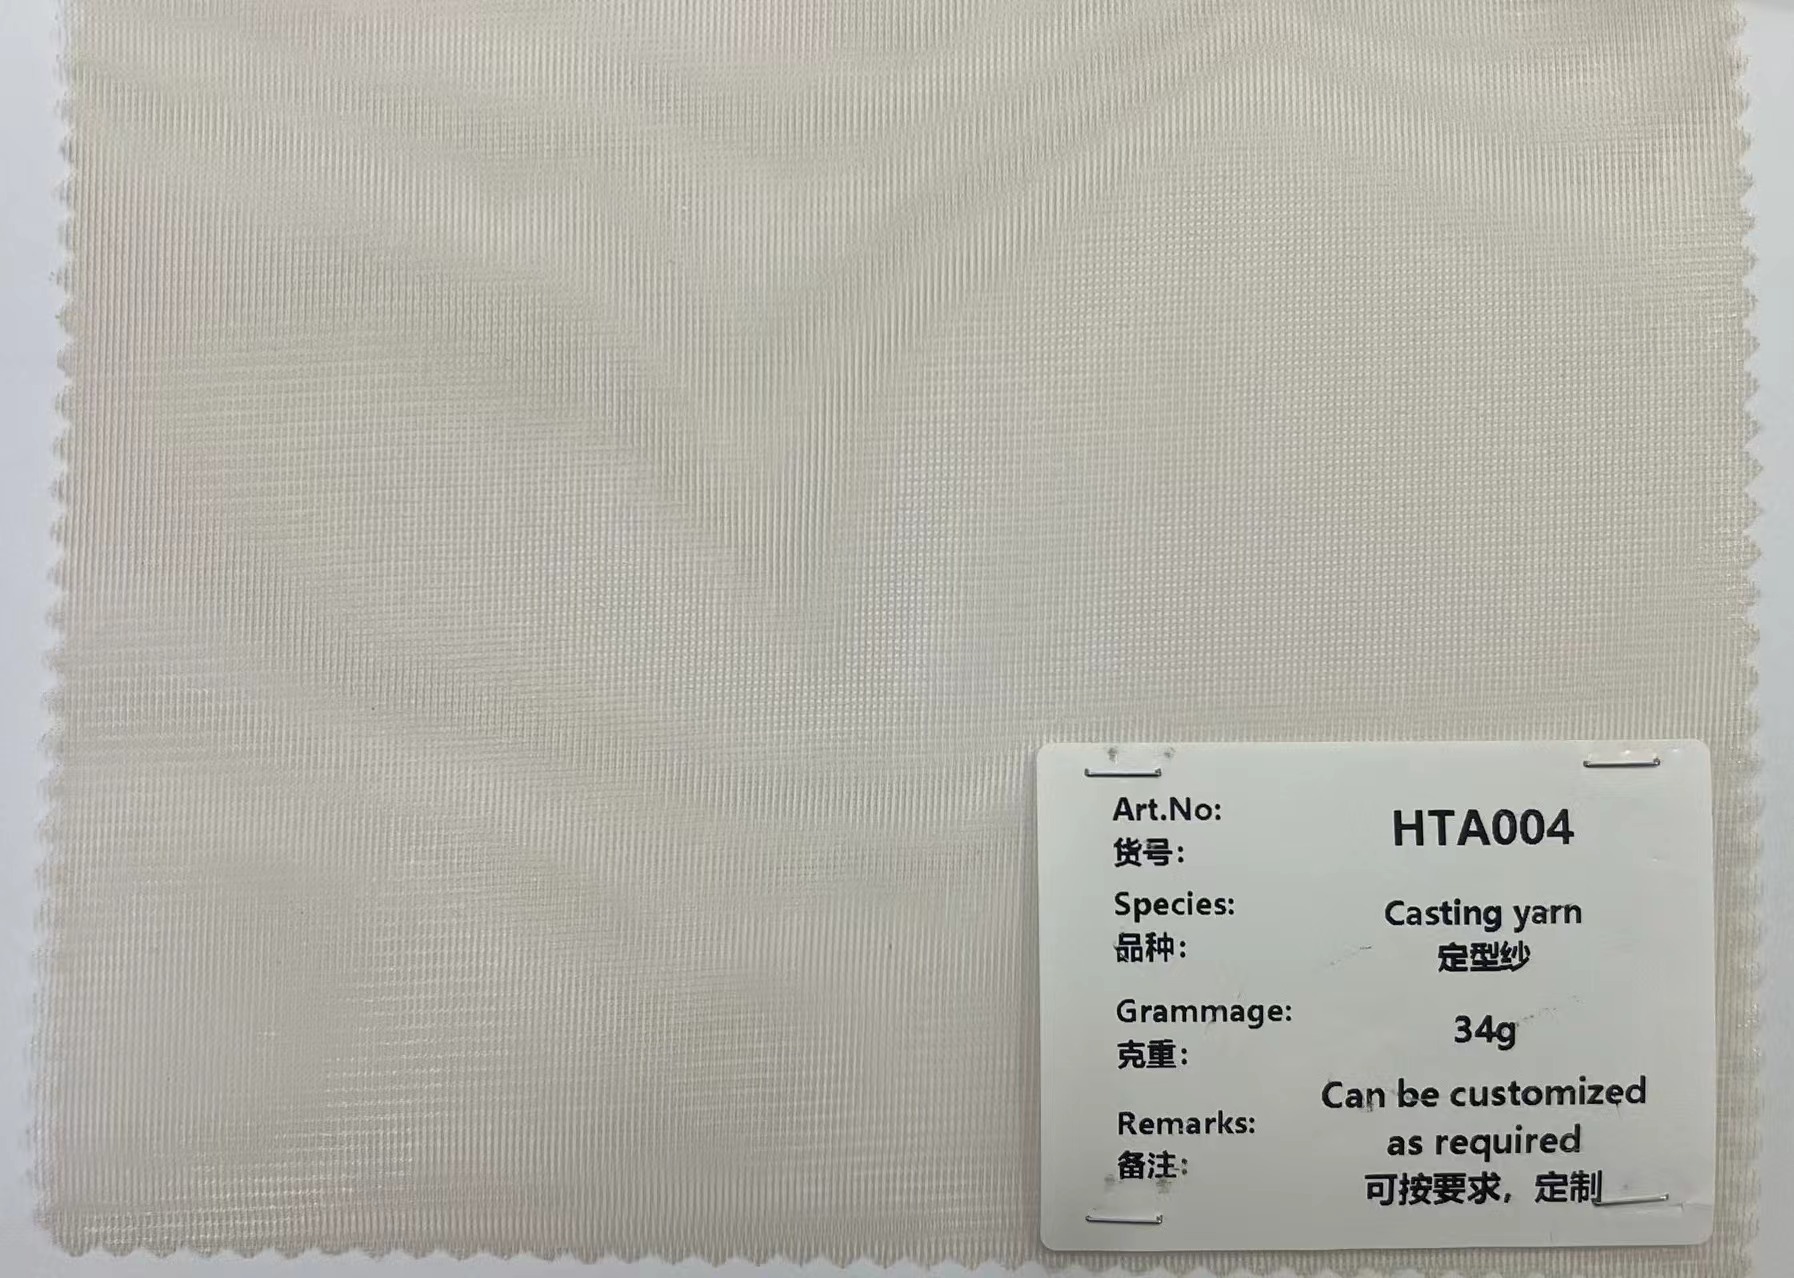 Art.No:
货号:
HTA004
Species:
品种:
Casting yarn
定型纱
Grammage:
克重:
34g
Remarks:
备注:
Can be customized
as required
可按要求，定制